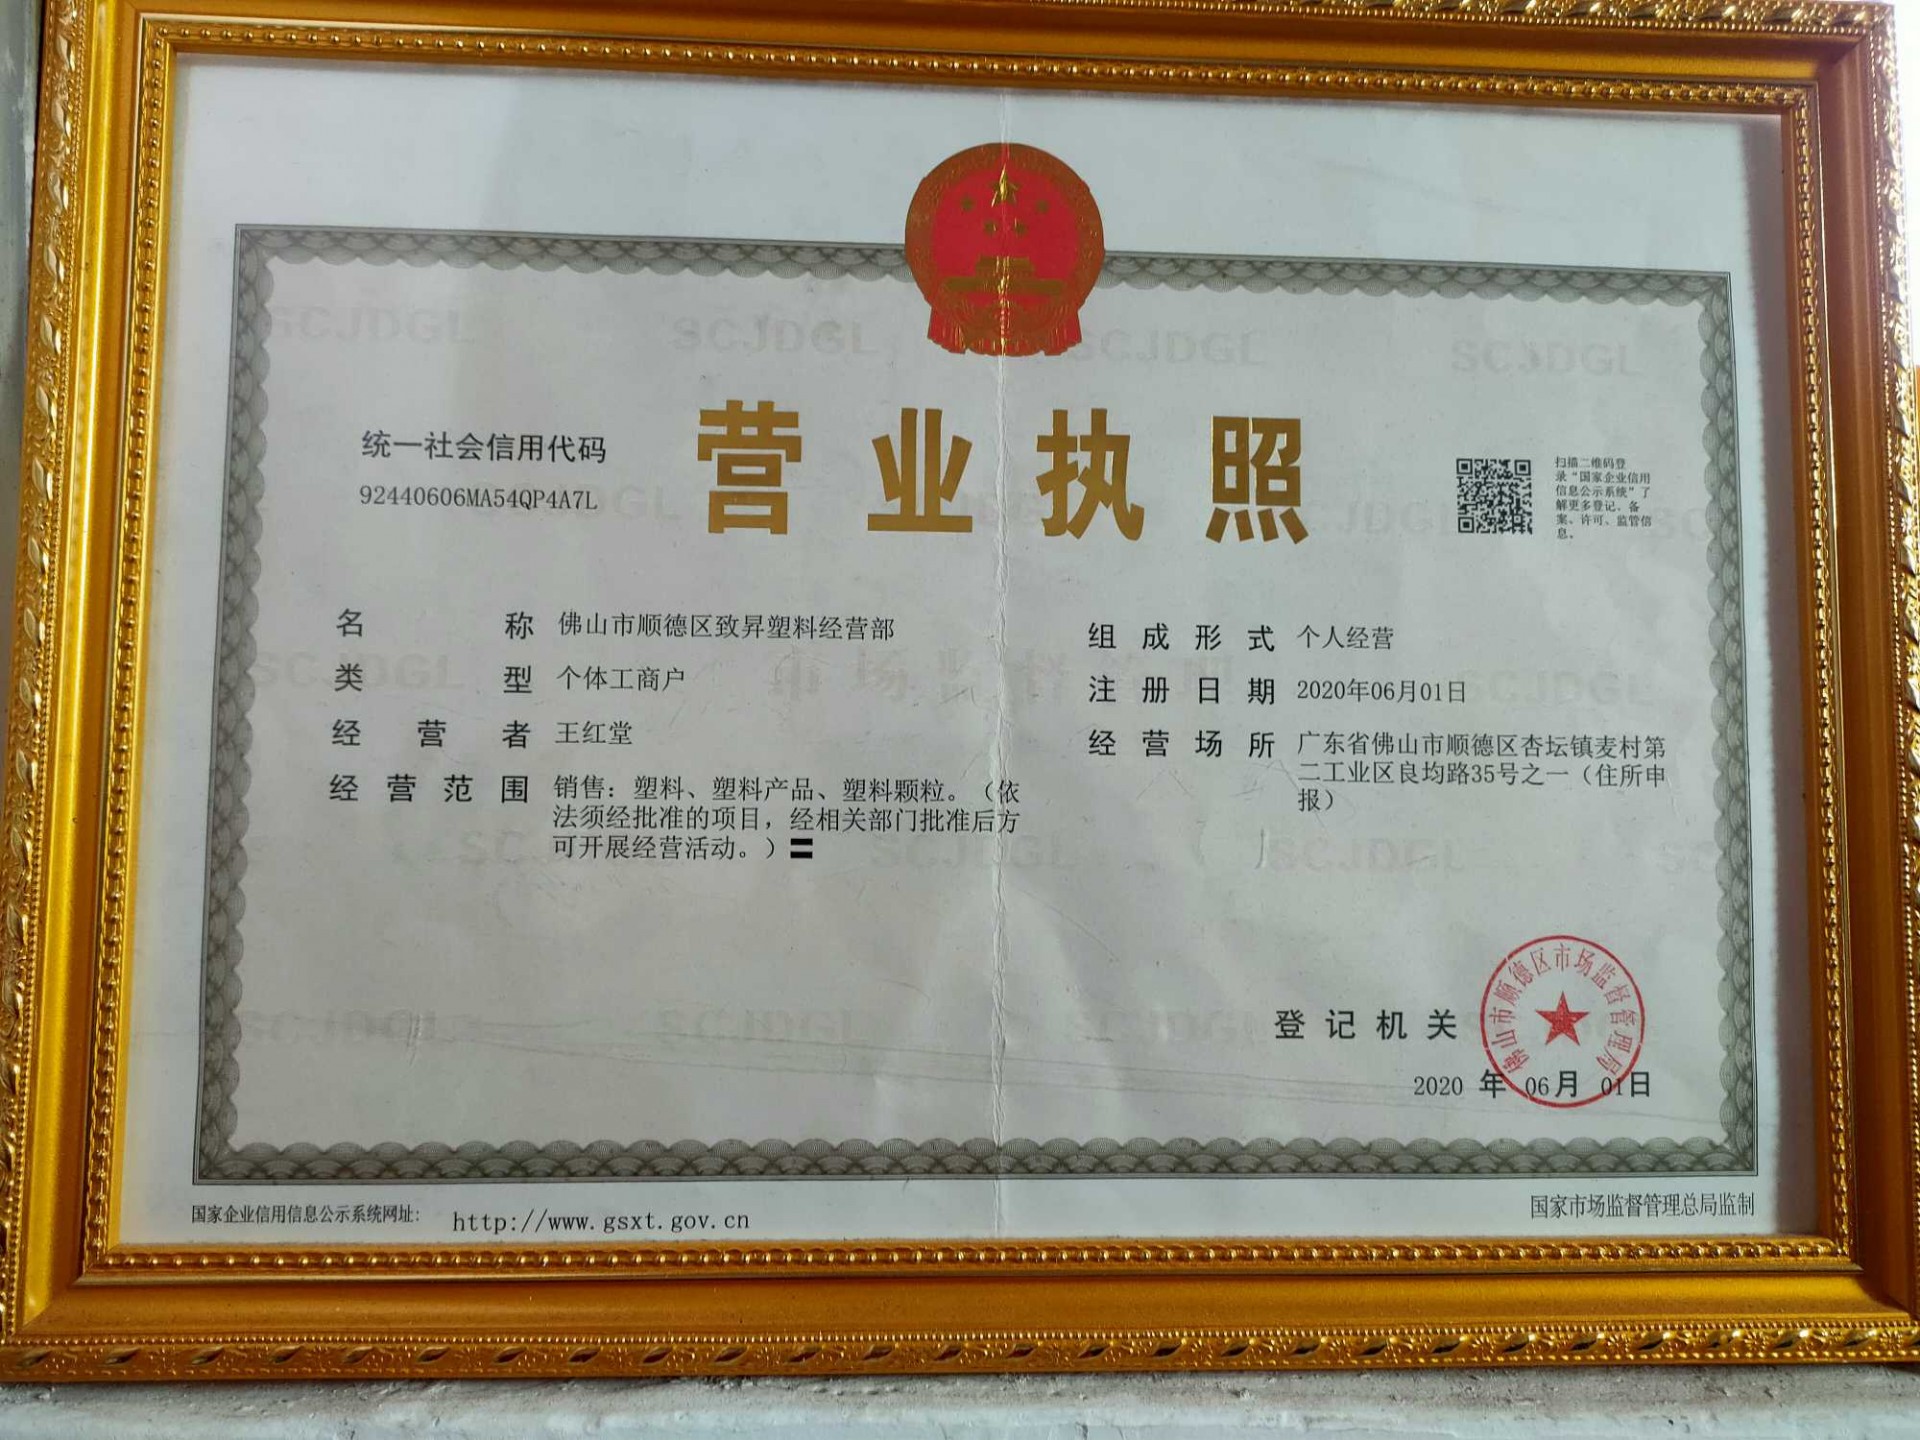 营业执照
统一社会信用代码
92440606MA54QP4A7L
扫描二维码登
录“国家企业信用
信息公示系统”了
解更多登记、备
案、许可、监管信
息。
名称 佛山市顺德区致昇塑料经营部
类型 个体工商户
经营者 王红堂
经营范围 销售：塑料、塑料产品、塑料颗粒。（依
法须经批准的项目，经相关部门批准后方
可开展经营活动。）
组成形式 个人经营
注册日期 2020年06月01日
经营场所 广东省佛山市顺德区杏坛镇麦村第
二工业区良均路35号之一（住所申
报）
登记机关
佛山市顺德区市场监督管理局
2020 年 06月 01日
国家企业信用信息公示系统网址： http://www.gsxt.gov.cn
国家市场监督管理总局监制
SCJDGL
SCJDGL
SCJDGL
SCJDGL